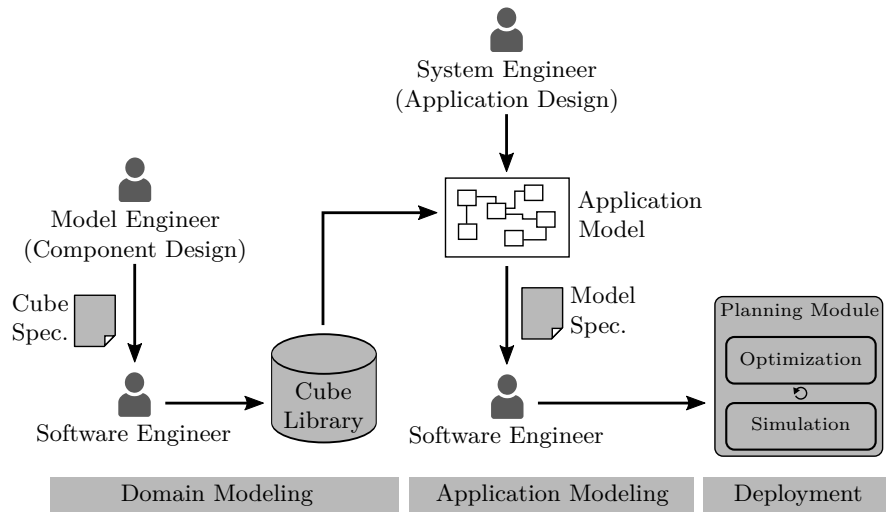 System Engineer
(Application Design)
Model Engineer
(Component Design)
Application
Model
Cube
Spec.
Model
Spec.
Planning Module
Optimization
Simulation
Cube
Library
Software Engineer
Software Engineer
Domain Modeling
Application Modeling
Deployment